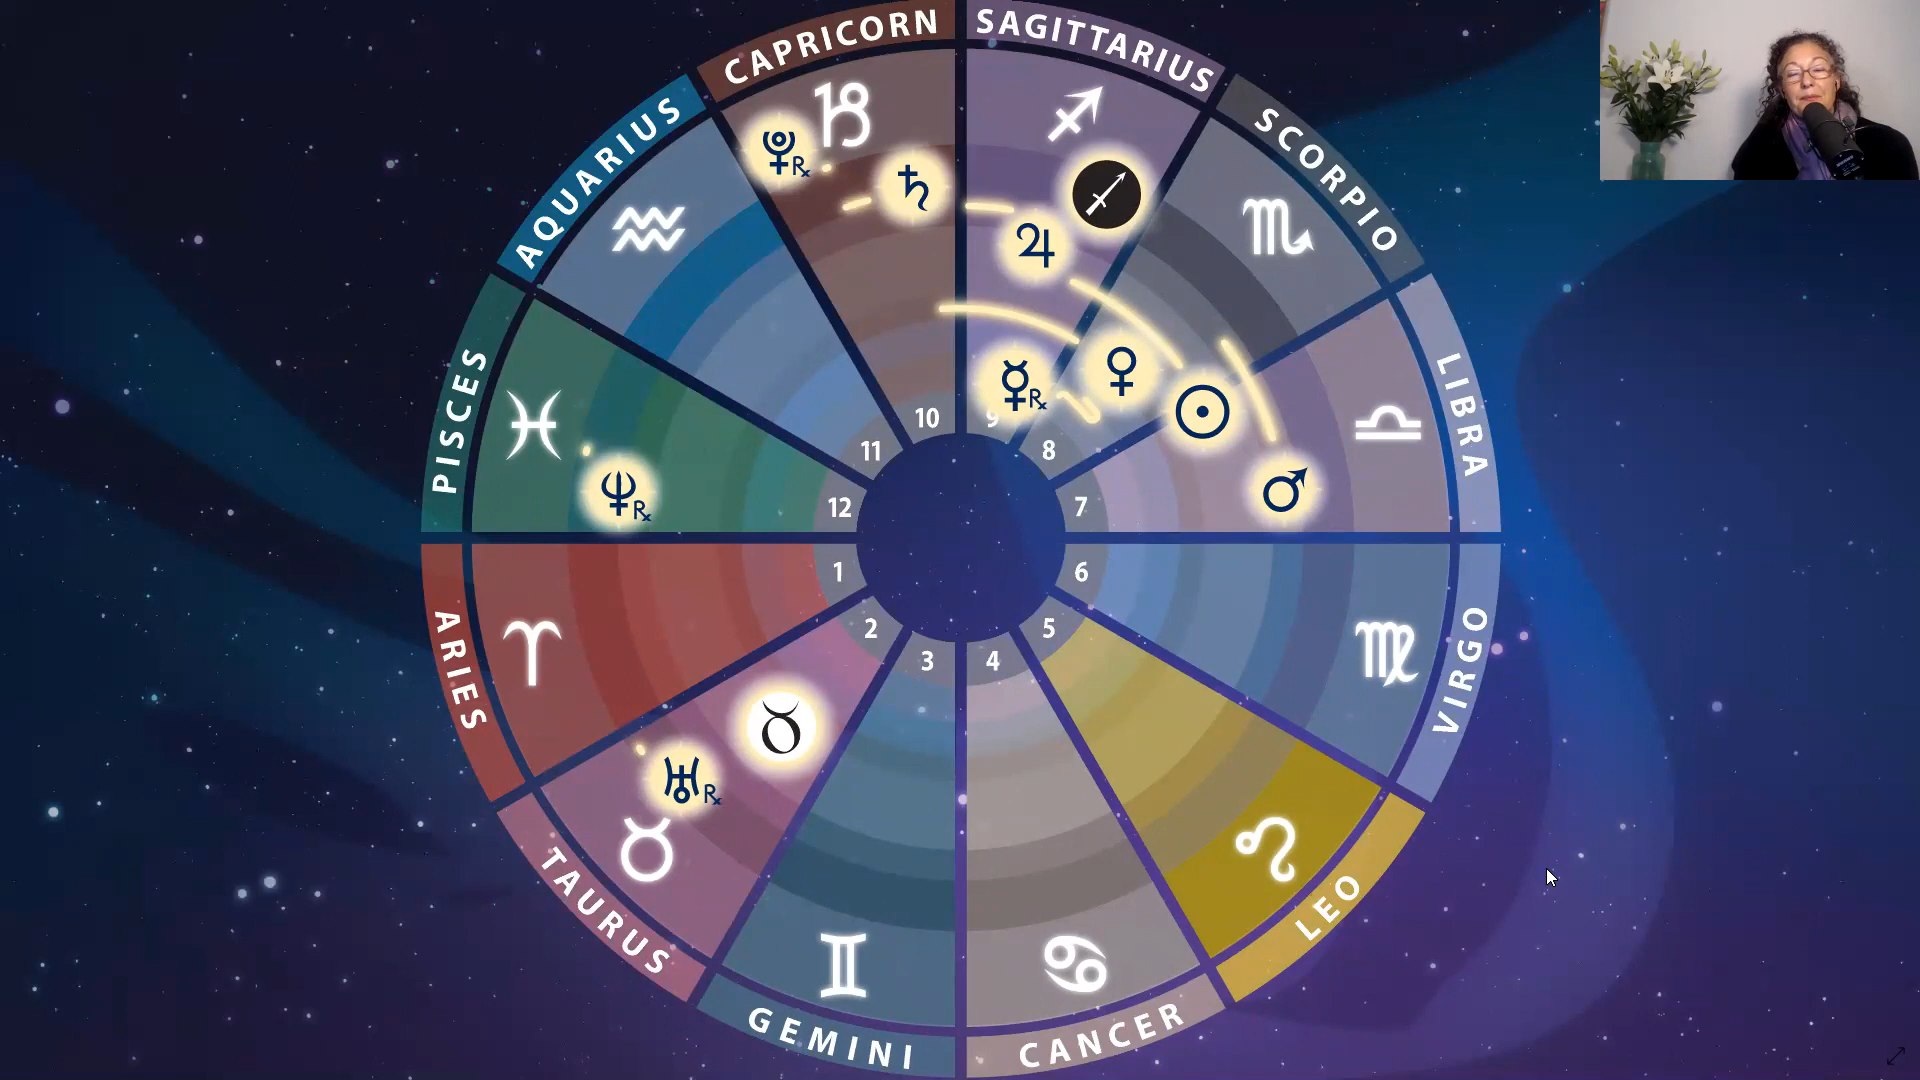 CAPRICORN
SAGITTARIUS
SCORPIO
LIBRA
VIRGO
LEO
CANCER
GEMINI
TAURUS
ARIES
PISCES
AQUARIUS
10
9
8
7
6
5
4
3
2
1
12
11